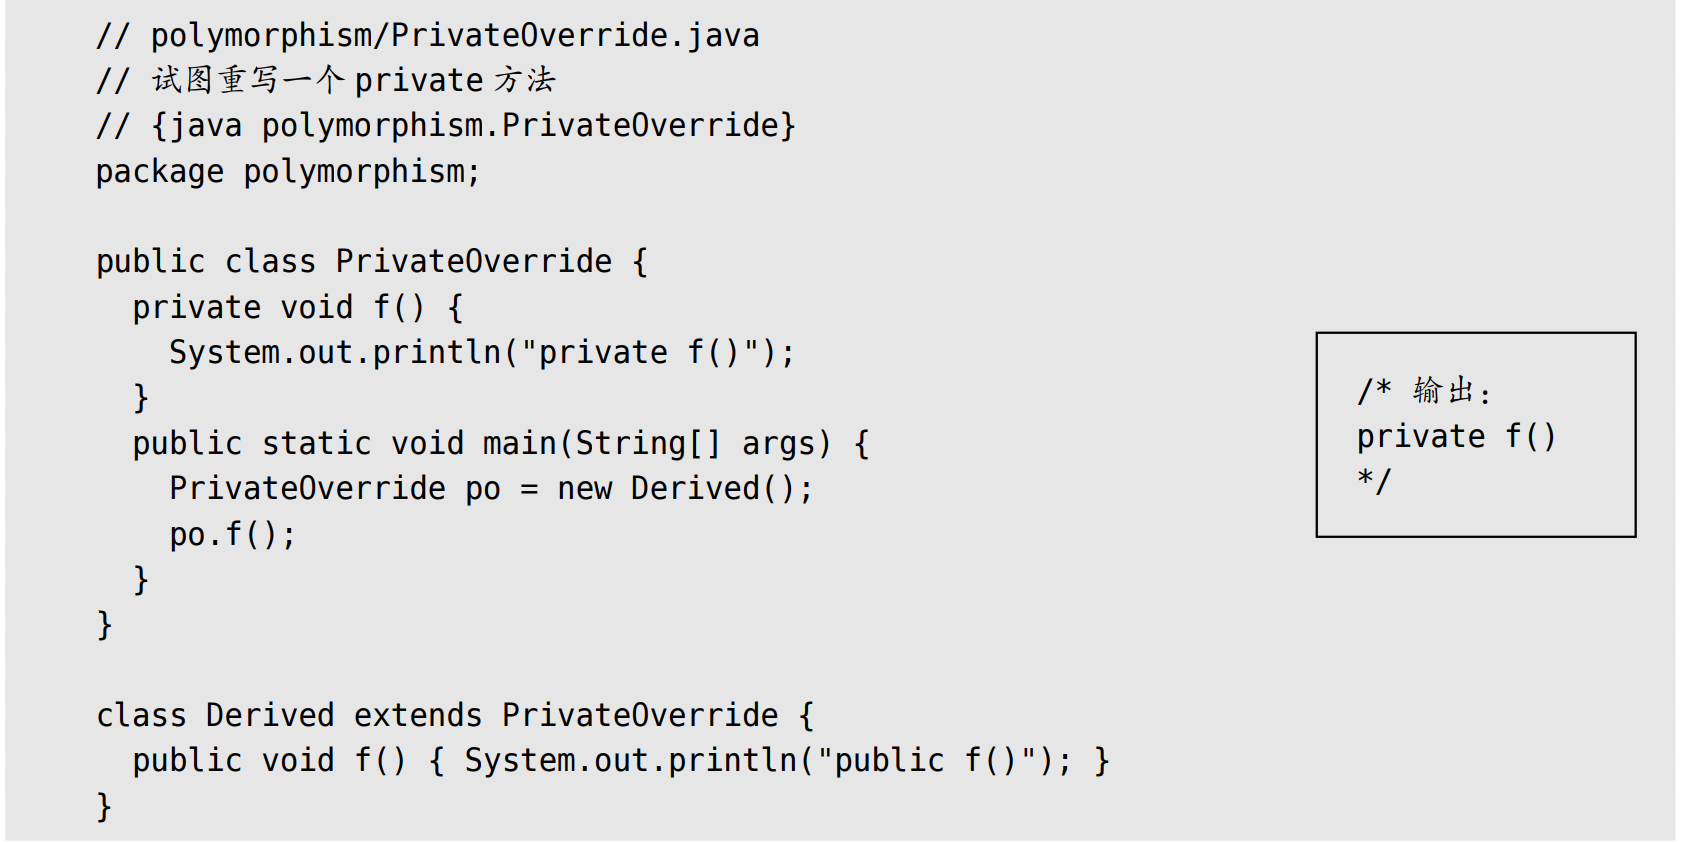 // polymorphism/PrivateOverride.java
// 试图重写一个 private 方法
// {java polymorphism.PrivateOverride}
package polymorphism;

public class PrivateOverride {
  private void f() {
    System.out.println("private f()");
  }
  public static void main(String[] args) {
    PrivateOverride po = new Derived();
    po.f();
  }
}

class Derived extends PrivateOverride {
  public void f() { System.out.println("public f()"); }
}

/* 输出：
private f()
*/